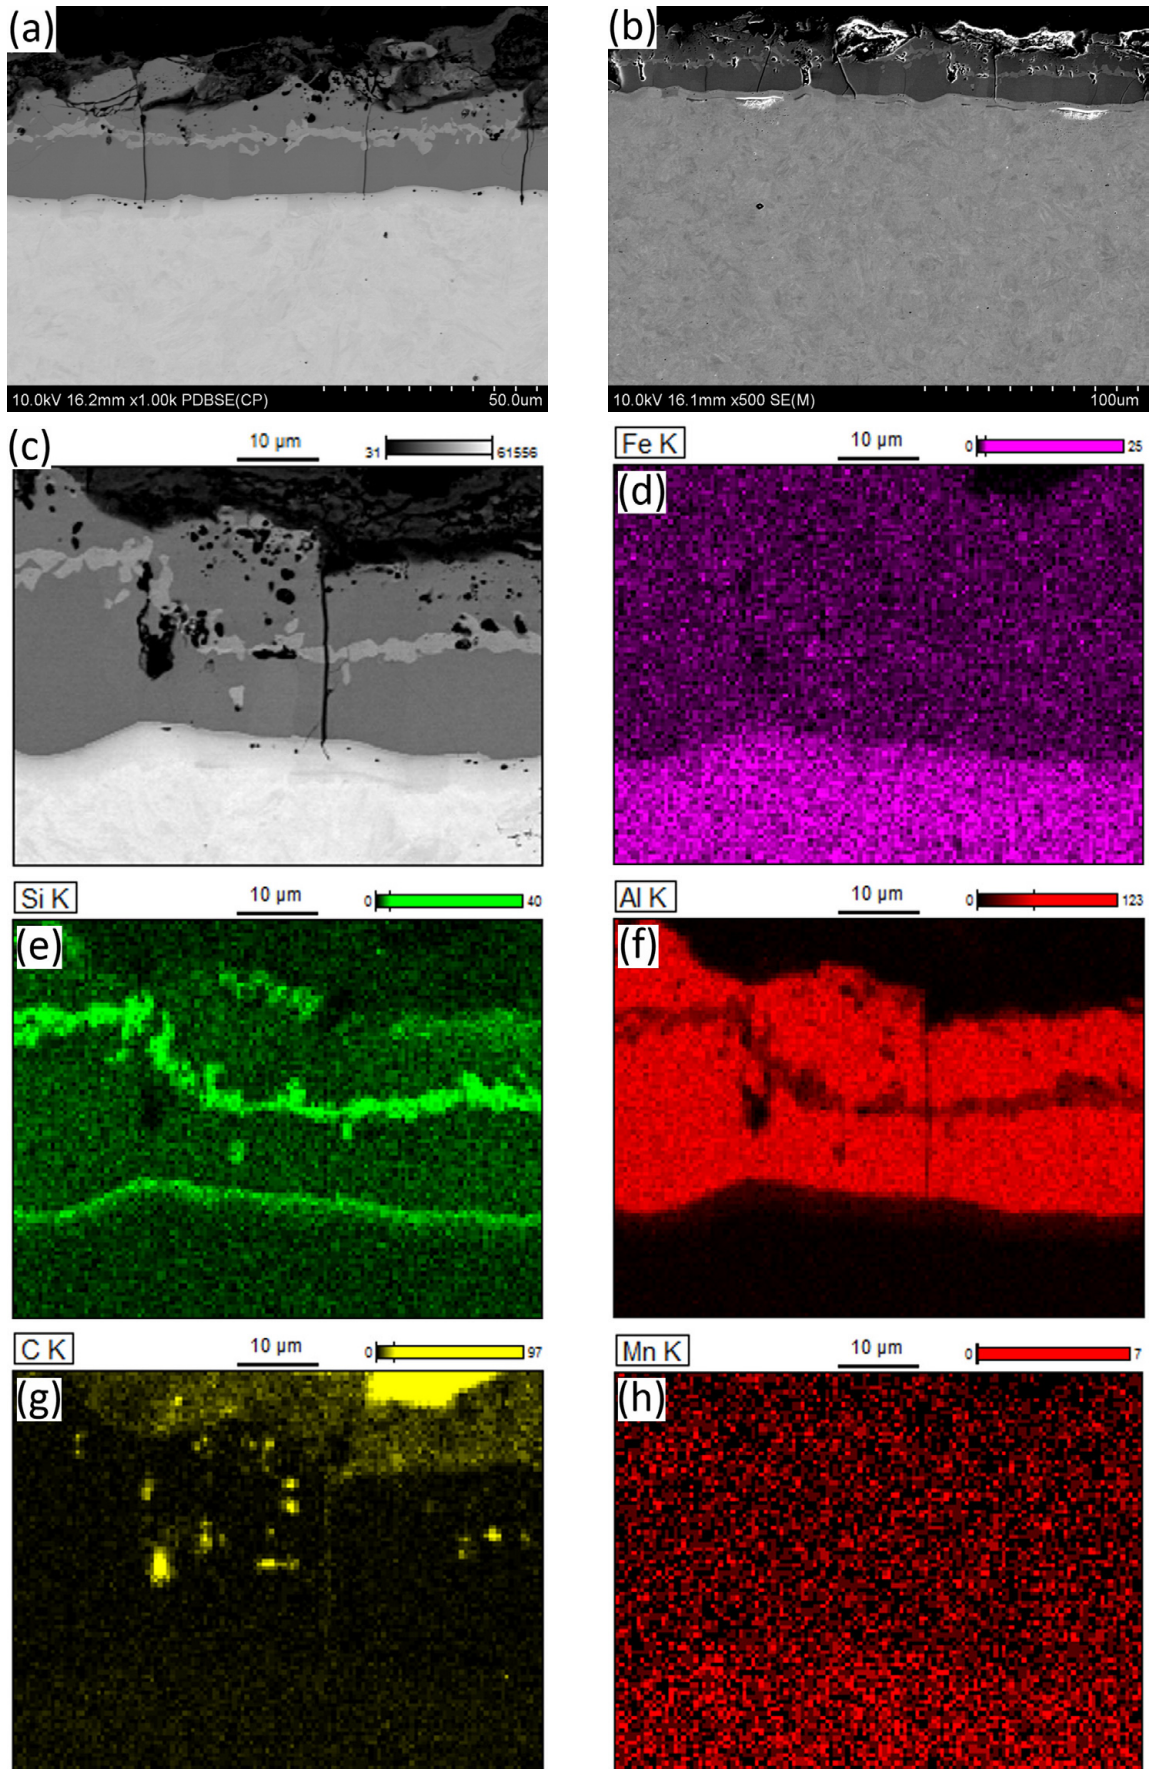 (a)
(b)
10.0kV 16.2mm x1.00k PDBSE(CP) 50.0um
10.0kV 16.1mm x500 SE(M) 100um
(c)
10 µm
31 61556
Fe K
10 µm
0 25
(d)
Si K
10 µm
0 40
(e)
Al K
10 µm
0 123
(f)
C K
10 µm
0 97
(g)
Mn K
10 µm
0 7
(h)